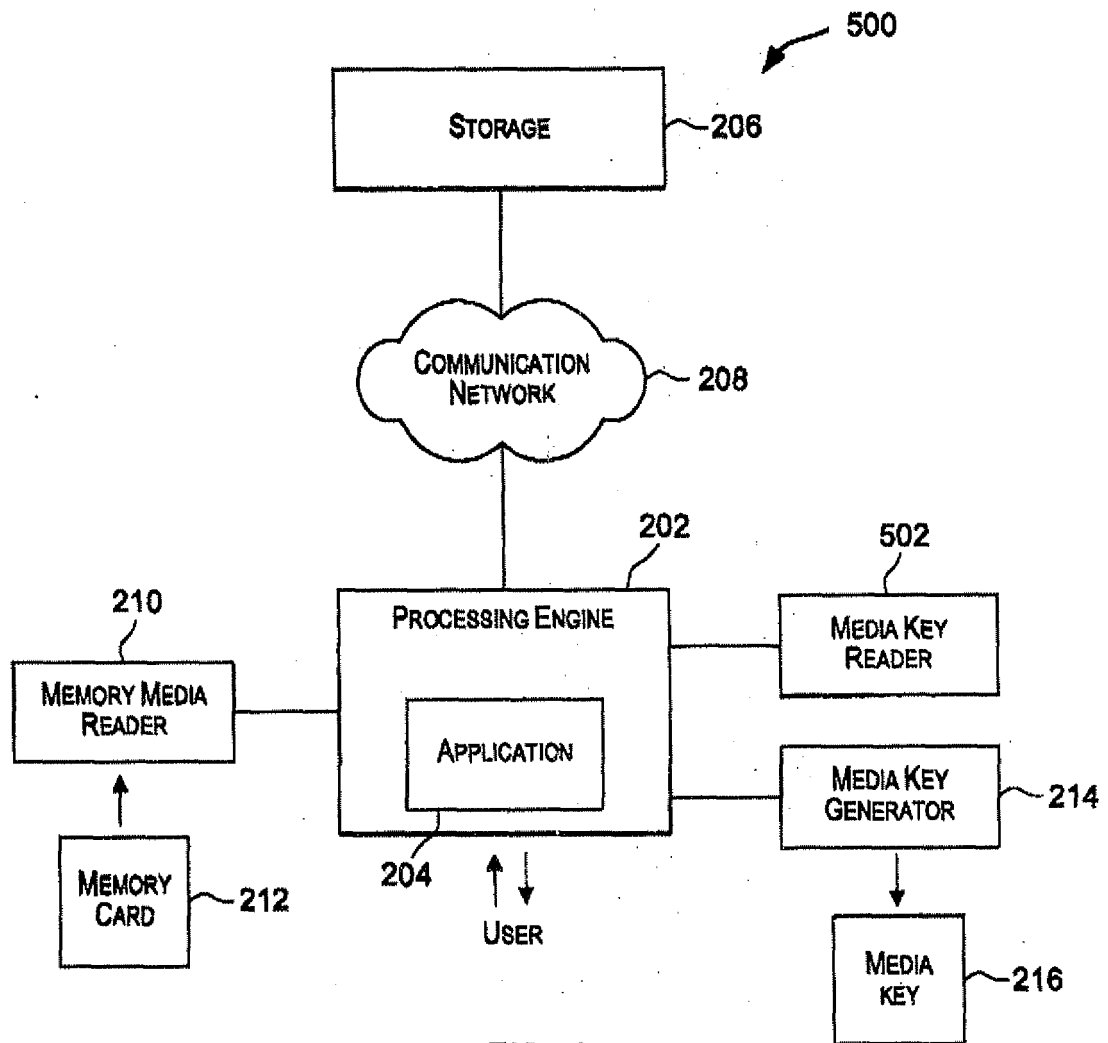 500
STORAGE
206
COMMUNICATION
NETWORK
208
202
502
PROCESSING ENGINE
210
MEDIA KEY
READER
MEMORY MEDIA
READER
APPLICATION
MEDIA KEY
GENERATOR
214
204
MEMORY
CARD
212
USER
MEDIA
KEY
216